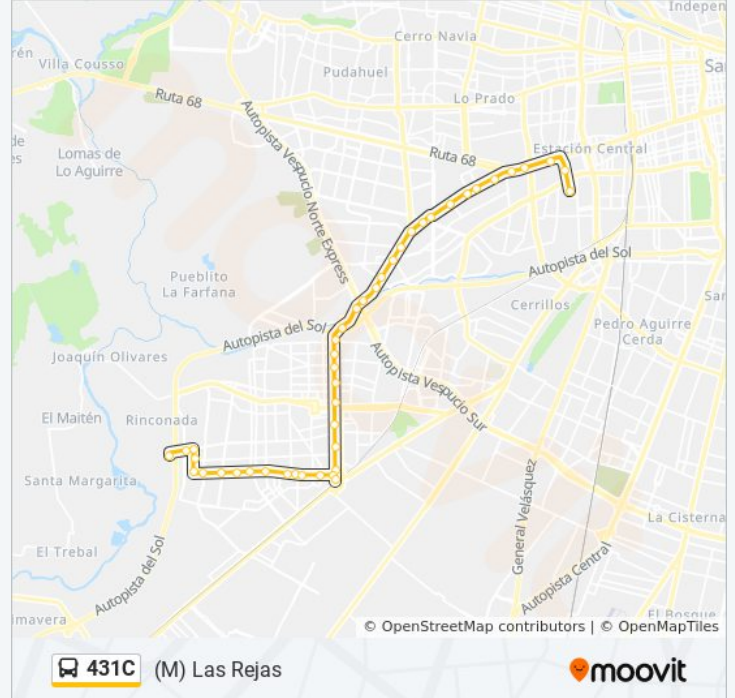 Indepen
Cerro Navia
rén
Villa Cousso
Pudahuel
Sa
Ruta 68
Lo Prado
Autopista Vespucio Norte Express
de
es
Lomas de
Lo Aguirre
Ruta 68
Estación Central
Pueblito
La Farfana
Autopista del Sol
Cerrillos
Sar
Pedro Aguirre
Cerda
Autopista del Sol
Joaquín Olivares
Autopista Vespucio Sur
El Maitén
Rinconada
Santa Margarita
General Velásquez
La Cisterna
El Trebal
Autopista del Sol
Autopista Central
imavera
El Bosque
© OpenStreetMap contributors | © OpenMapTiles
431C (M) Las Rejas
moovit